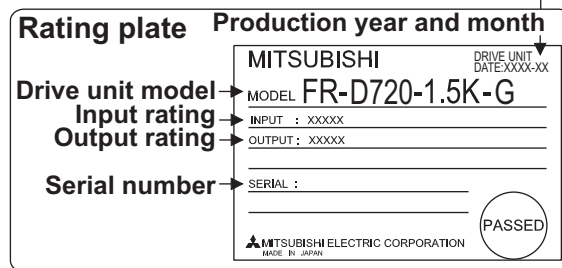 Rating plate Production year and month
MITSUBISHI DRIVE UNIT
DATE:XXXX-XX
Drive unit model MODEL FR-D720-1.5K-G
Input rating INPUT : XXXXX
Output rating OUTPUT : XXXXX
Serial number SERIAL :
PASSED
MITSUBISHI ELECTRIC CORPORATION
MADE IN JAPAN